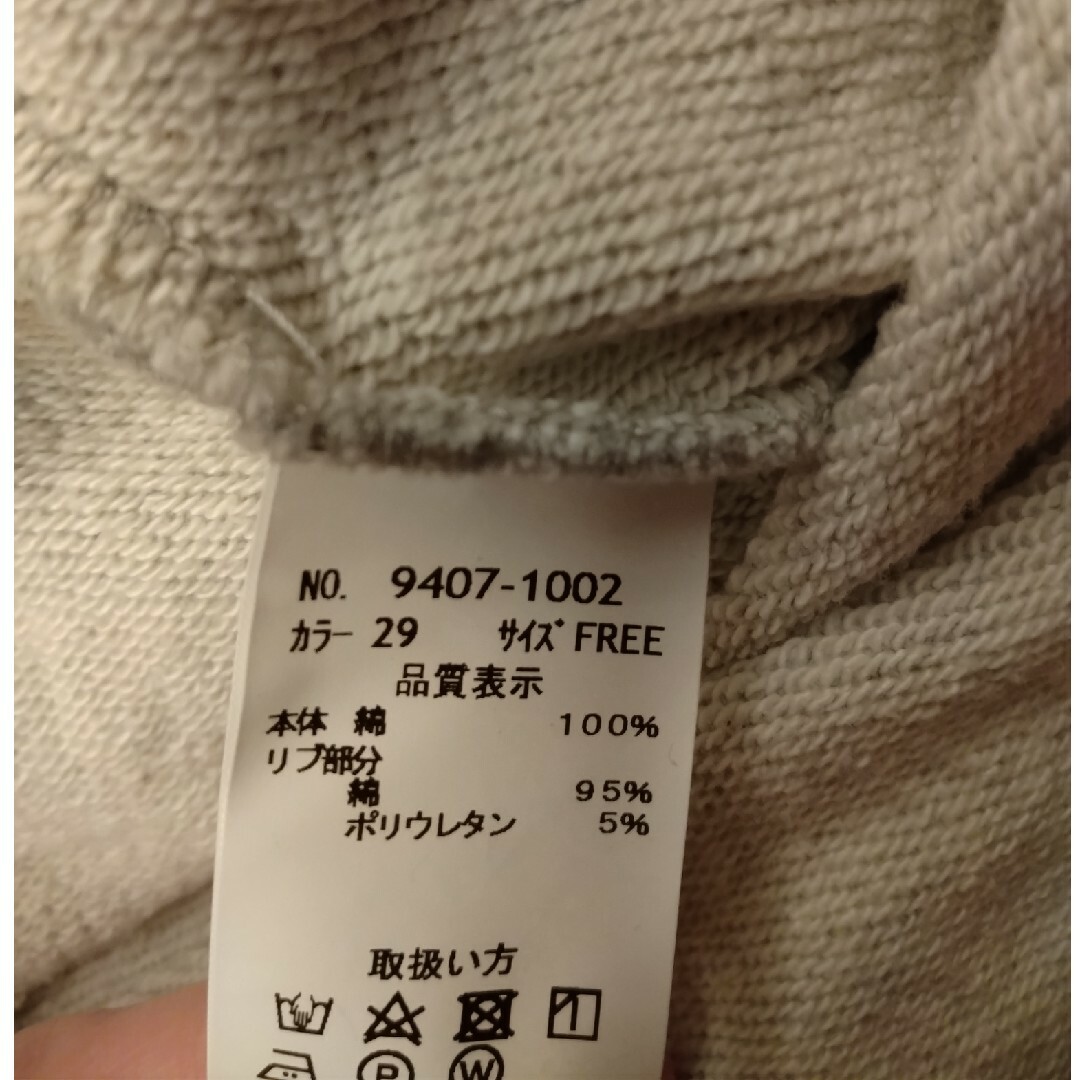 NO. 9407-1002
カラー 29 サイズ FREE
品質表示
本体 綿 100%
リブ部分
綿 95%
ポリウレタン 5%
取扱い方
P W